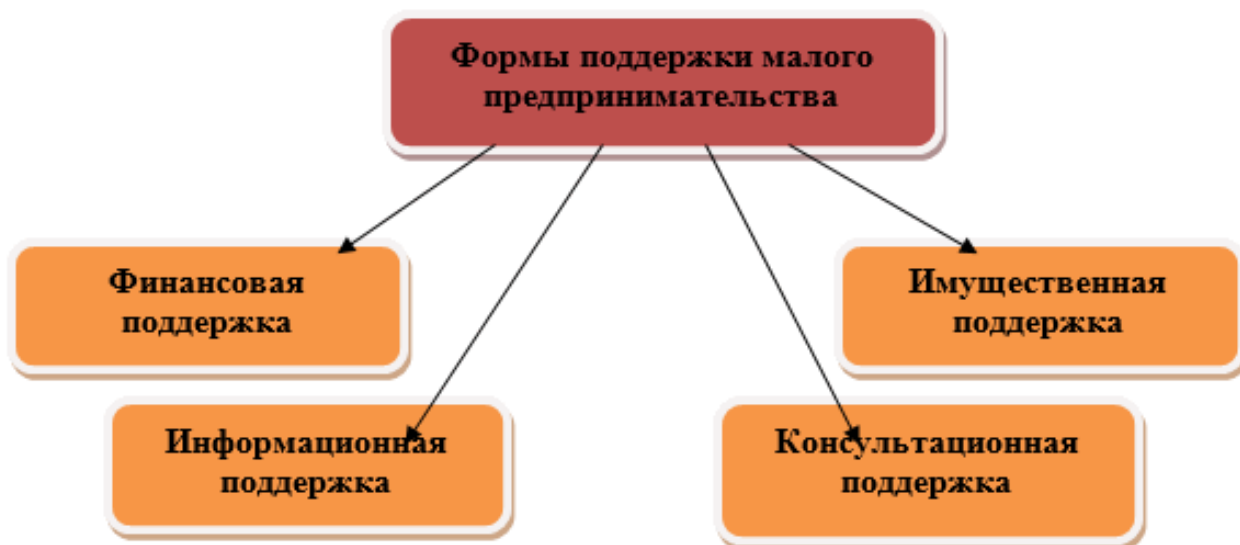 Формы поддержки малого
предпринимательства
Финансовая
поддержка
Имущественная
поддержка
Информационная
поддержка
Консультационная
поддержка